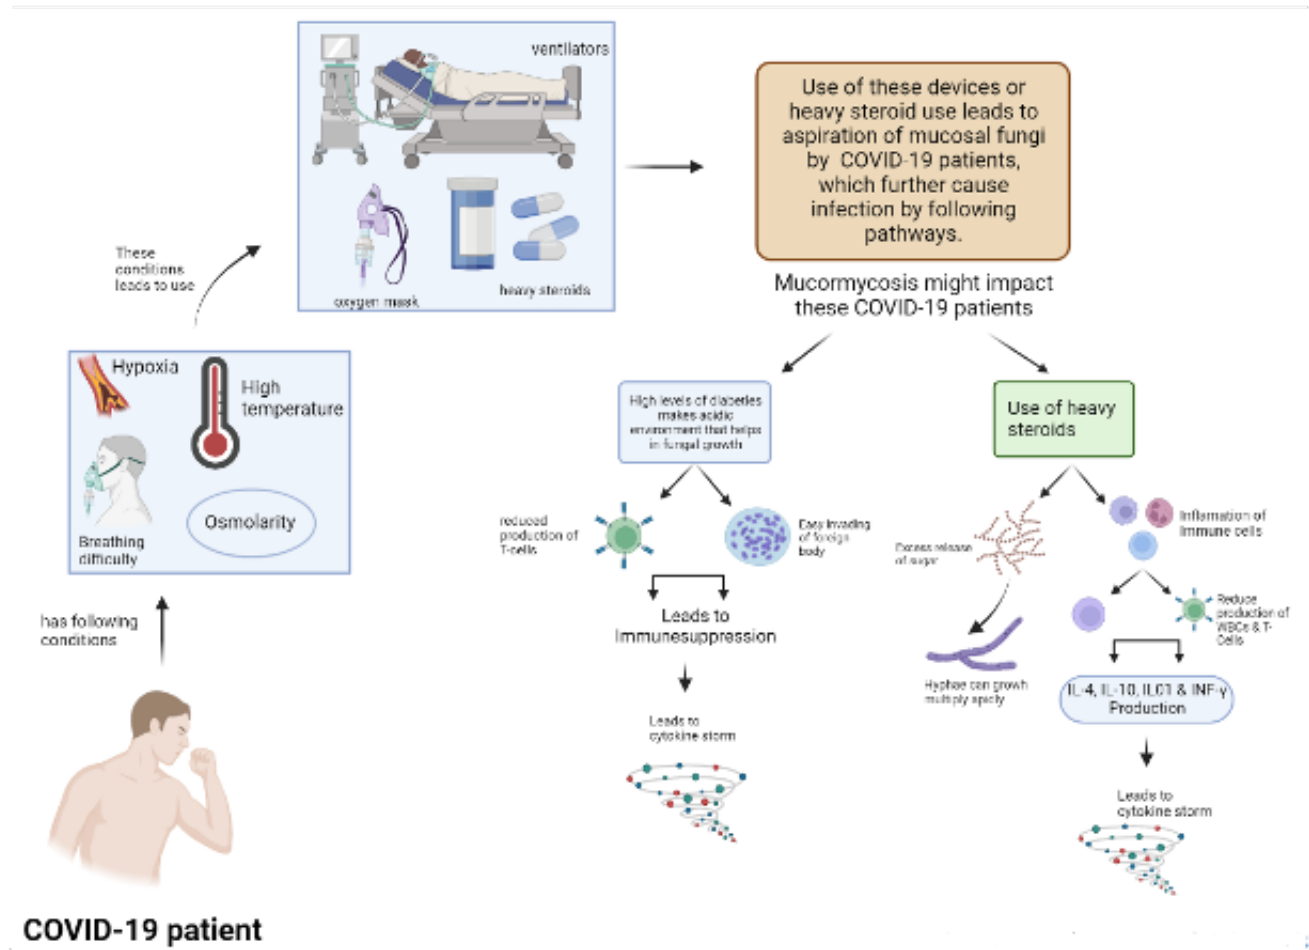 ventilators
oxygen mask
heavy steroids
Use of these devices or
heavy steroid use leads to
aspiration of mucosal fungi
by COVID-19 patients,
which further cause
infection by following
pathways.
Mucormycosis might impact
these COVID-19 patients
These
conditions
leads to use
Hypoxia
High
temperature
Breathing
difficulty
Osmolarity
has following
conditions
COVID-19 patient
High levels of diaberies
makes acidic
environment that helps
in fungal growth
reduced
production of
T-cells
Easy invading
of foreign
body
Leads to
Immunesuppression
Leads to
cytokine storm
Use of heavy
steroids
Excess release
of sugar
Inflamation of
Immune cells
Hyphae can growth
multiply apicly
Reduce
production of
WBCs & T-
Cells
IL-4, IL-10, IL01 & INF-γ
Production
Leads to
cytokine storm